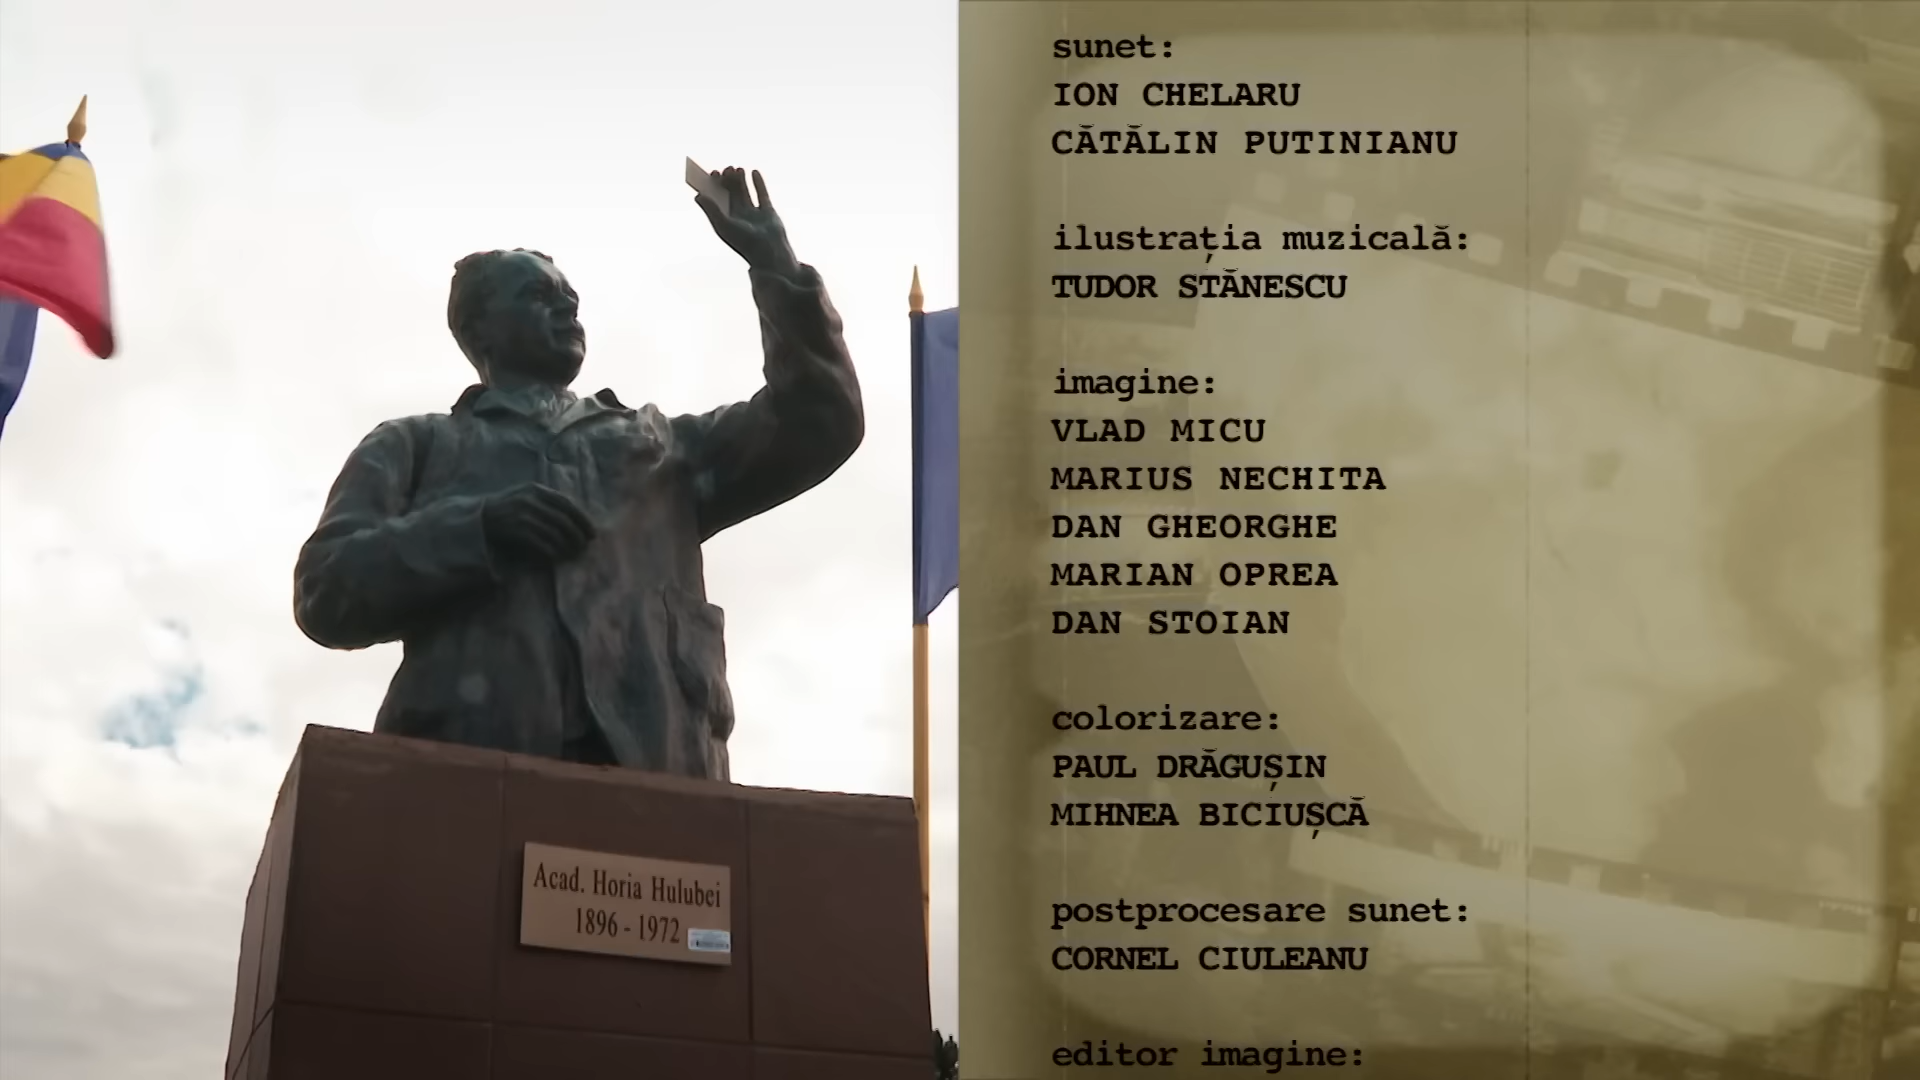 Acad. Horia Hulubei
1896 - 1972
sunet:
ION CHELARU
CĂTĂLIN PUTINIANU
ilustrația muzicală:
TUDOR STĂNESCU
imagine:
VLAD MICU
MARIUS NECHITA
DAN GHEORGHE
MARIAN OPREA
DAN STOIAN
colorizare:
PAUL DRĂGUȘIN
MIHNEA BICIUȘCĂ
postprocesare sunet:
CORNEL CIULEANU
editor imagine: